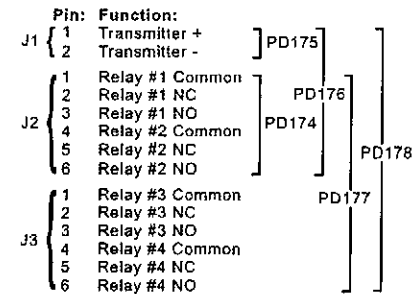 Pin: Function:
J1 1 Transmitter + PD175
2 Transmitter -
J2 1 Relay #1 Common PD176
2 Relay #1 NC
3 Relay #1 NO PD174
4 Relay #2 Common
5 Relay #2 NC PD178
6 Relay #2 NO
J3 1 Relay #3 Common PD177
2 Relay #3 NC
3 Relay #3 NO
4 Relay #4 Common
5 Relay #4 NC
6 Relay #4 NO